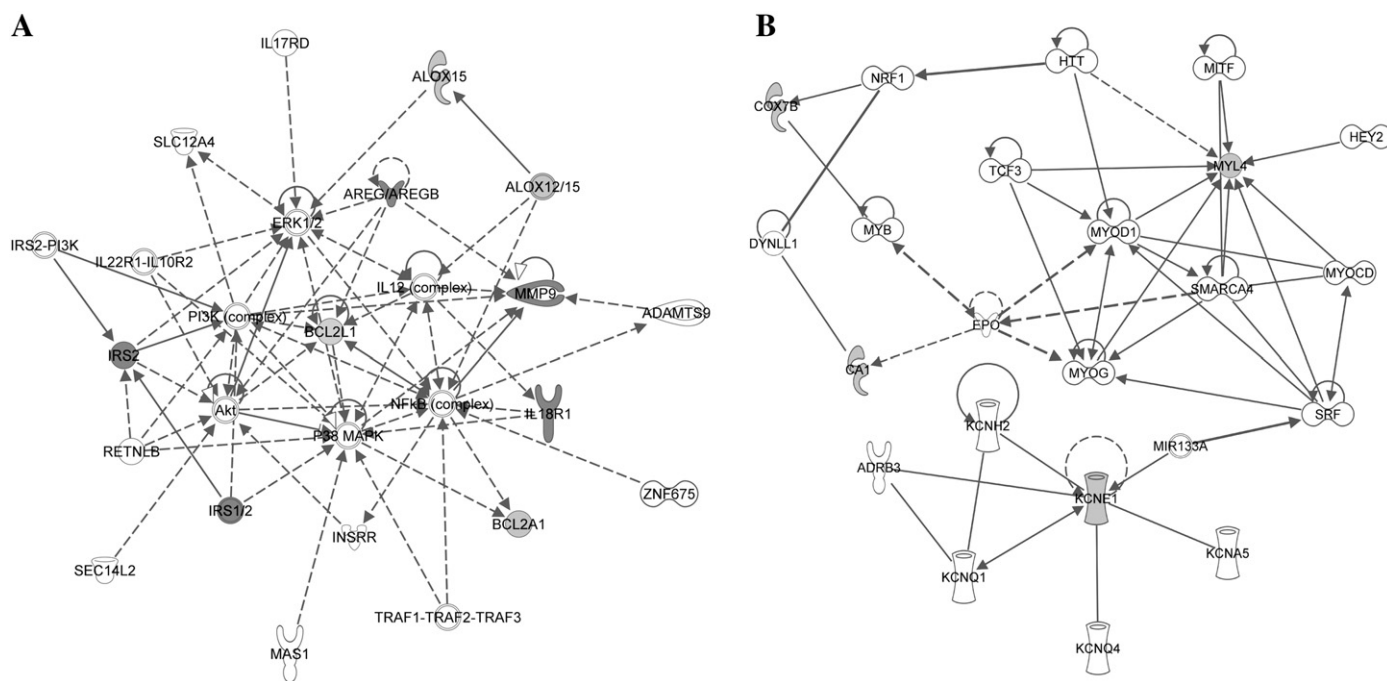 A
IL17RD
ALOX15
SLC12A4
AREG/AREGB
ALOX12/15
ERK1/2
IRS2-PI3K
IL22R1-IL10R2
IL12 (complex)
MMP9
PI3K (complex)
BCL2L1
ADAMTS9
IRS2
Akt
NFkB (complex)
IL18R1
P38 MAPK
RETNLB
ZNF675
IRS1/2
BCL2A1
INSRR
SEC14L2
TRAF1-TRAF2-TRAF3
MAS1
B
HTT
MITF
NRF1
COX7B
HEY2
TCF3
MYL4
MYB
MYOD1
DYNLL1
MYOCD
SMARCA4
EPO
CA1
MYOG
SRF
KCNH2
MIR133A
ADRB3
KCNE1
KCNA5
KCNQ1
KCNQ4